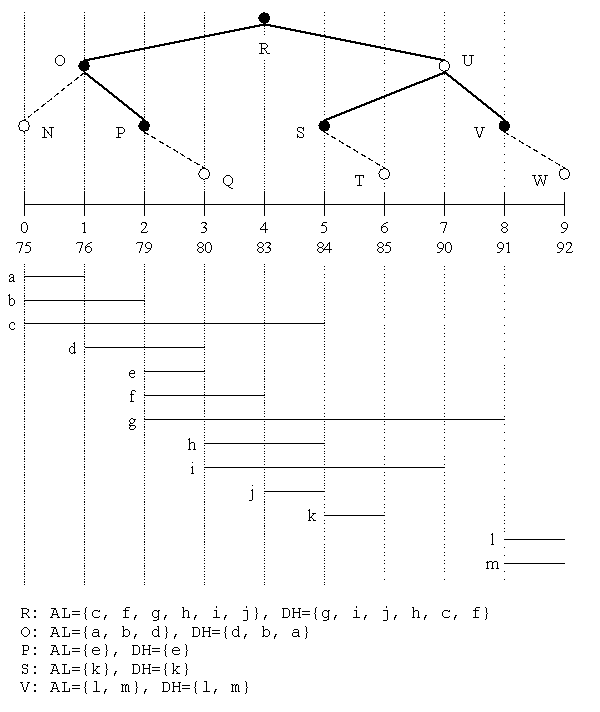 R
O
U
N
P
S
V
Q
T
W
0 1 2 3 4 5 6 7 8 9
75 76 79 80 83 84 85 90 91 92
a
b
c
d
e
f
g
h
i
j
k
l
m
R: AL={c, f, g, h, i, j}, DH={g, i, j, h, c, f}
O: AL={a, b, d}, DH={d, b, a}
P: AL={e}, DH={e}
S: AL={k}, DH={k}
V: AL={l, m}, DH={l, m}